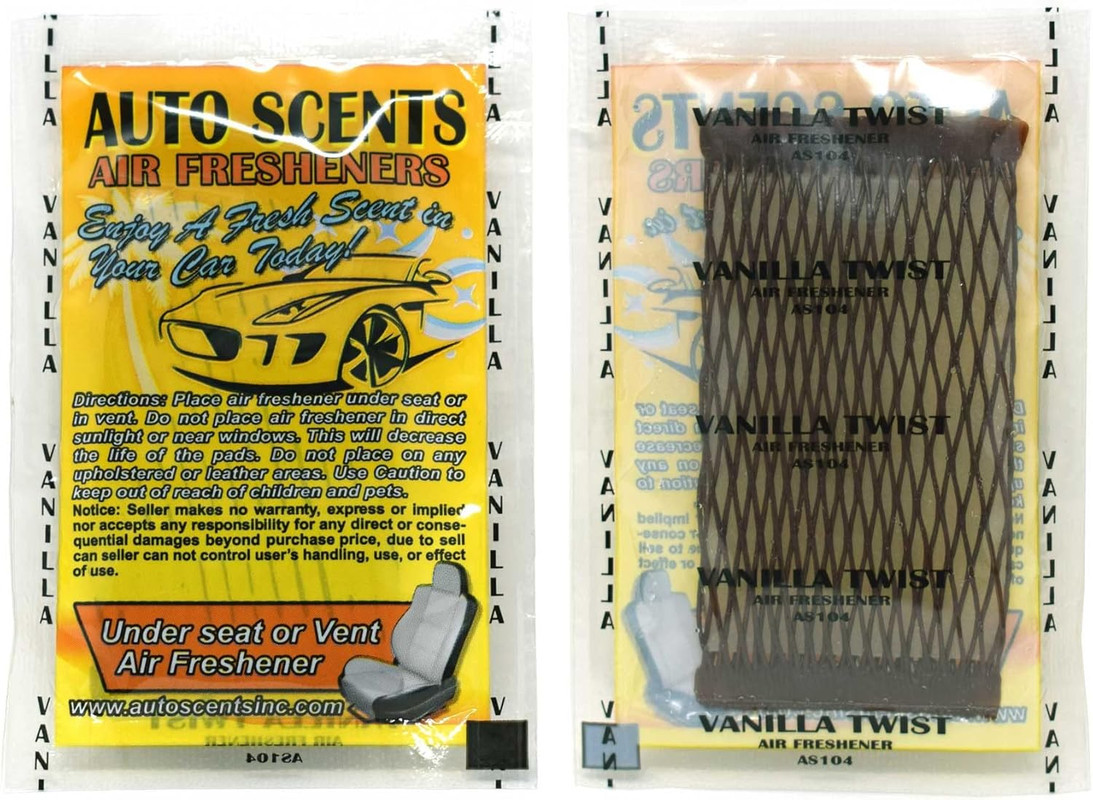 AUTO SCENTS
AIR FRESHENERS
Enjoy A Fresh Scent in
Your Car Today!
Directions: Place air freshener under seat or
in vent. Do not place air freshener in direct
sunlight or near windows. This will decrease
the life of the pads. Do not place on any
upholstered or leather areas. Use Caution to
keep out of reach of children and pets.
Notice: Seller makes no warranty, express or implied
nor accepts any responsibility for any direct or conse-
quential damages beyond purchase price, due to sell
can seller can not control user's handling, use, or effect
of use.
Under seat or Vent
Air Freshener
www.autoscentsinc.com
VANILLA TWIST
AIR FRESHENER
AS104
VANILLA
VANILLA
VANILLA
VANILLA
VANILLA TWIST
AIR FRESHENER
AS104
VANILLA TWIST
AIR FRESHENER
AS104
VANILLA TWIST
AIR FRESHENER
AS104
VANILLA TWIST
AIR FRESHENER
AS104
VANILLA TWIST
AIR FRESHENER
AS104
VANILLA
VANILLA
VANILLA
VANILLA